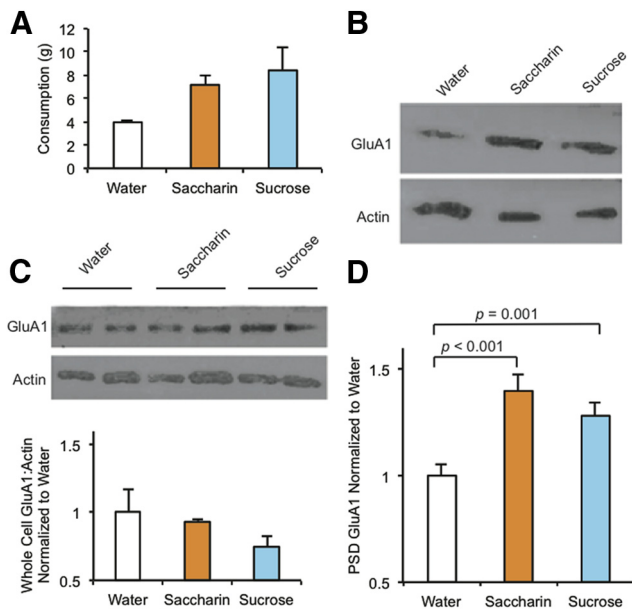 A
Consumption (g)
12
10
8
6
4
2
0
Water Saccharin Sucrose
B
Water Saccharin Sucrose
GluA1
Actin
C
Water Saccharin Sucrose
GluA1
Actin
Whole Cell GluA1:Actin
Normalized to Water
1.5
1
0.5
Water Saccharin Sucrose
D
p = 0.001
p < 0.001
PSD GluA1 Normalized to Water
1.5
1
0.5
Water Saccharin Sucrose